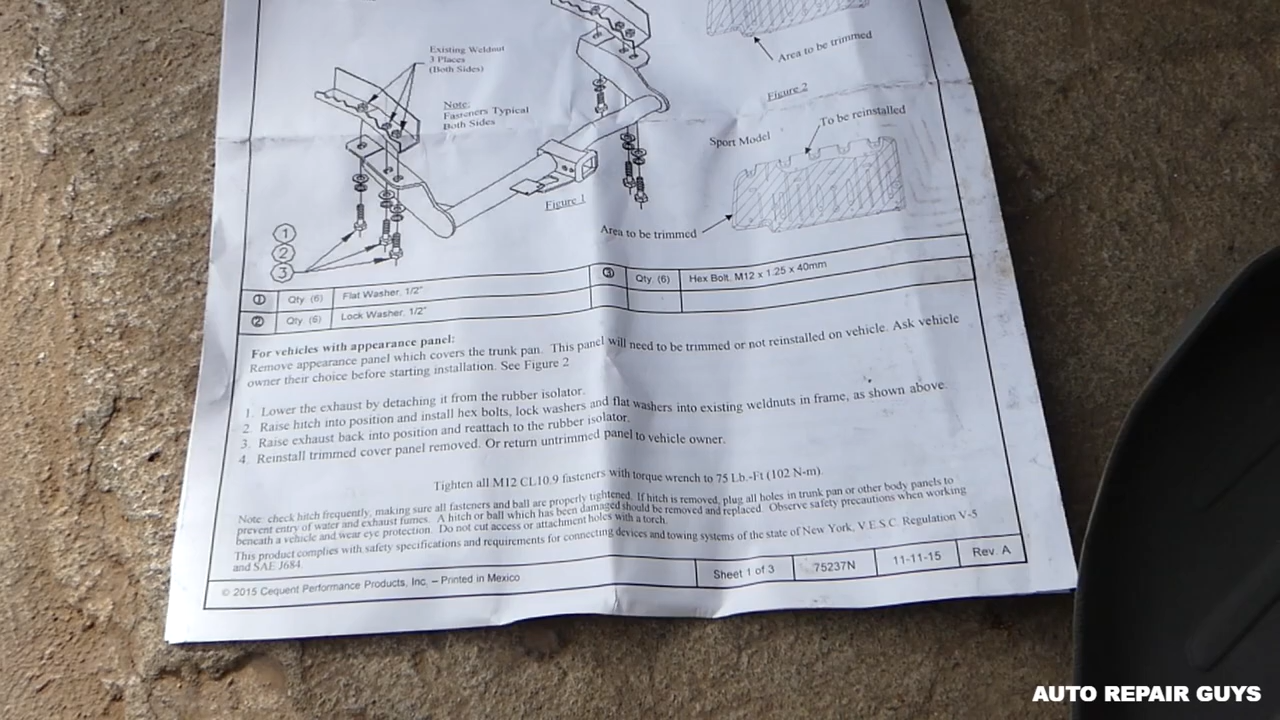 Existing Weldnut
3 Places
(Both Sides)
Note:
Fasteners Typical
Both Sides
Figure 1
Area to be trimmed
Figure 2
To be reinstalled
Sport Model
Area to be trimmed
1
2
3
① Qty. (6) Flat Washer, 1/2" ③ Qty. (6) Hex Bolt, M12 x 1.25 x 40mm
② Qty. (6) Lock Washer, 1/2"
For vehicles with appearance panel:
Remove appearance panel which covers the trunk pan. This panel will need to be trimmed or not reinstalled on vehicle. Ask vehicle
owner their choice before starting installation. See Figure 2
1. Lower the exhaust by detaching it from the rubber isolator.
2. Raise hitch into position and install hex bolts, lock washers and flat washers into existing weldnuts in frame, as shown above.
3. Raise exhaust back into position and reattach to the rubber isolator.
4. Reinstall trimmed cover panel removed. Or return untrimmed panel to vehicle owner.
Tighten all M12 CL10.9 fasteners with torque wrench to 75 Lb.-Ft (102 N-m)
Note: check hitch frequently, making sure all fasteners and ball are properly tightened. If hitch is removed, plug all holes in trunk pan or other body panels to
prevent entry of water and exhaust fumes. A hitch or ball which has been damaged should be removed and replaced. Observe safety precautions when working
beneath a vehicle and wear eye protection. Do not cut access or attachment holes with a torch.
This product complies with safety specifications and requirements for connecting devices and towing systems of the state of New York, V.E.S.C. Regulation V-5
and SAE J684.
© 2015 Cequent Performance Products, Inc. – Printed in Mexico Sheet 1 of 3 75237N 11-11-15 Rev. A
AUTO REPAIR GUYS